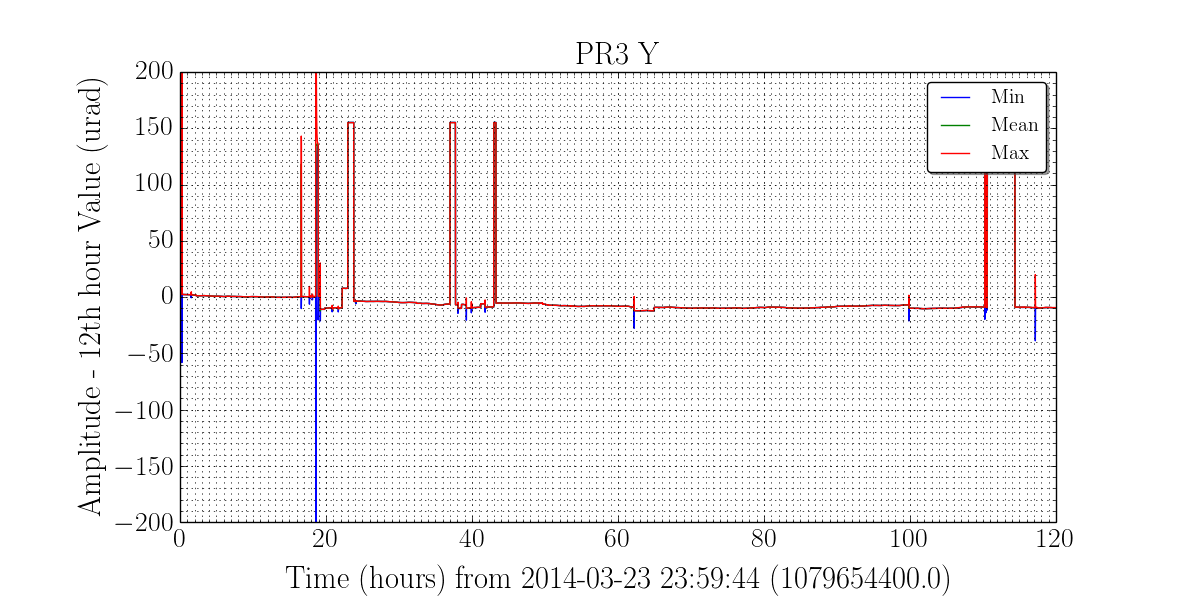 PR3 Y
Amplitude - 12th hour Value (urad)
200
150
100
50
0
−50
−100
−150
−200
Min
Mean
Max
0 20 40 60 80 100 120
Time (hours) from 2014-03-23 23:59:44 (1079654400.0)